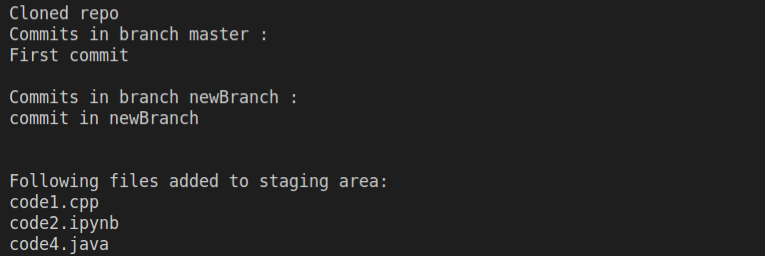 Cloned repo
Commits in branch master :
First commit
Commits in branch newBranch :
commit in newBranch
Following files added to staging area:
code1.cpp
code2.ipynb
code4.java